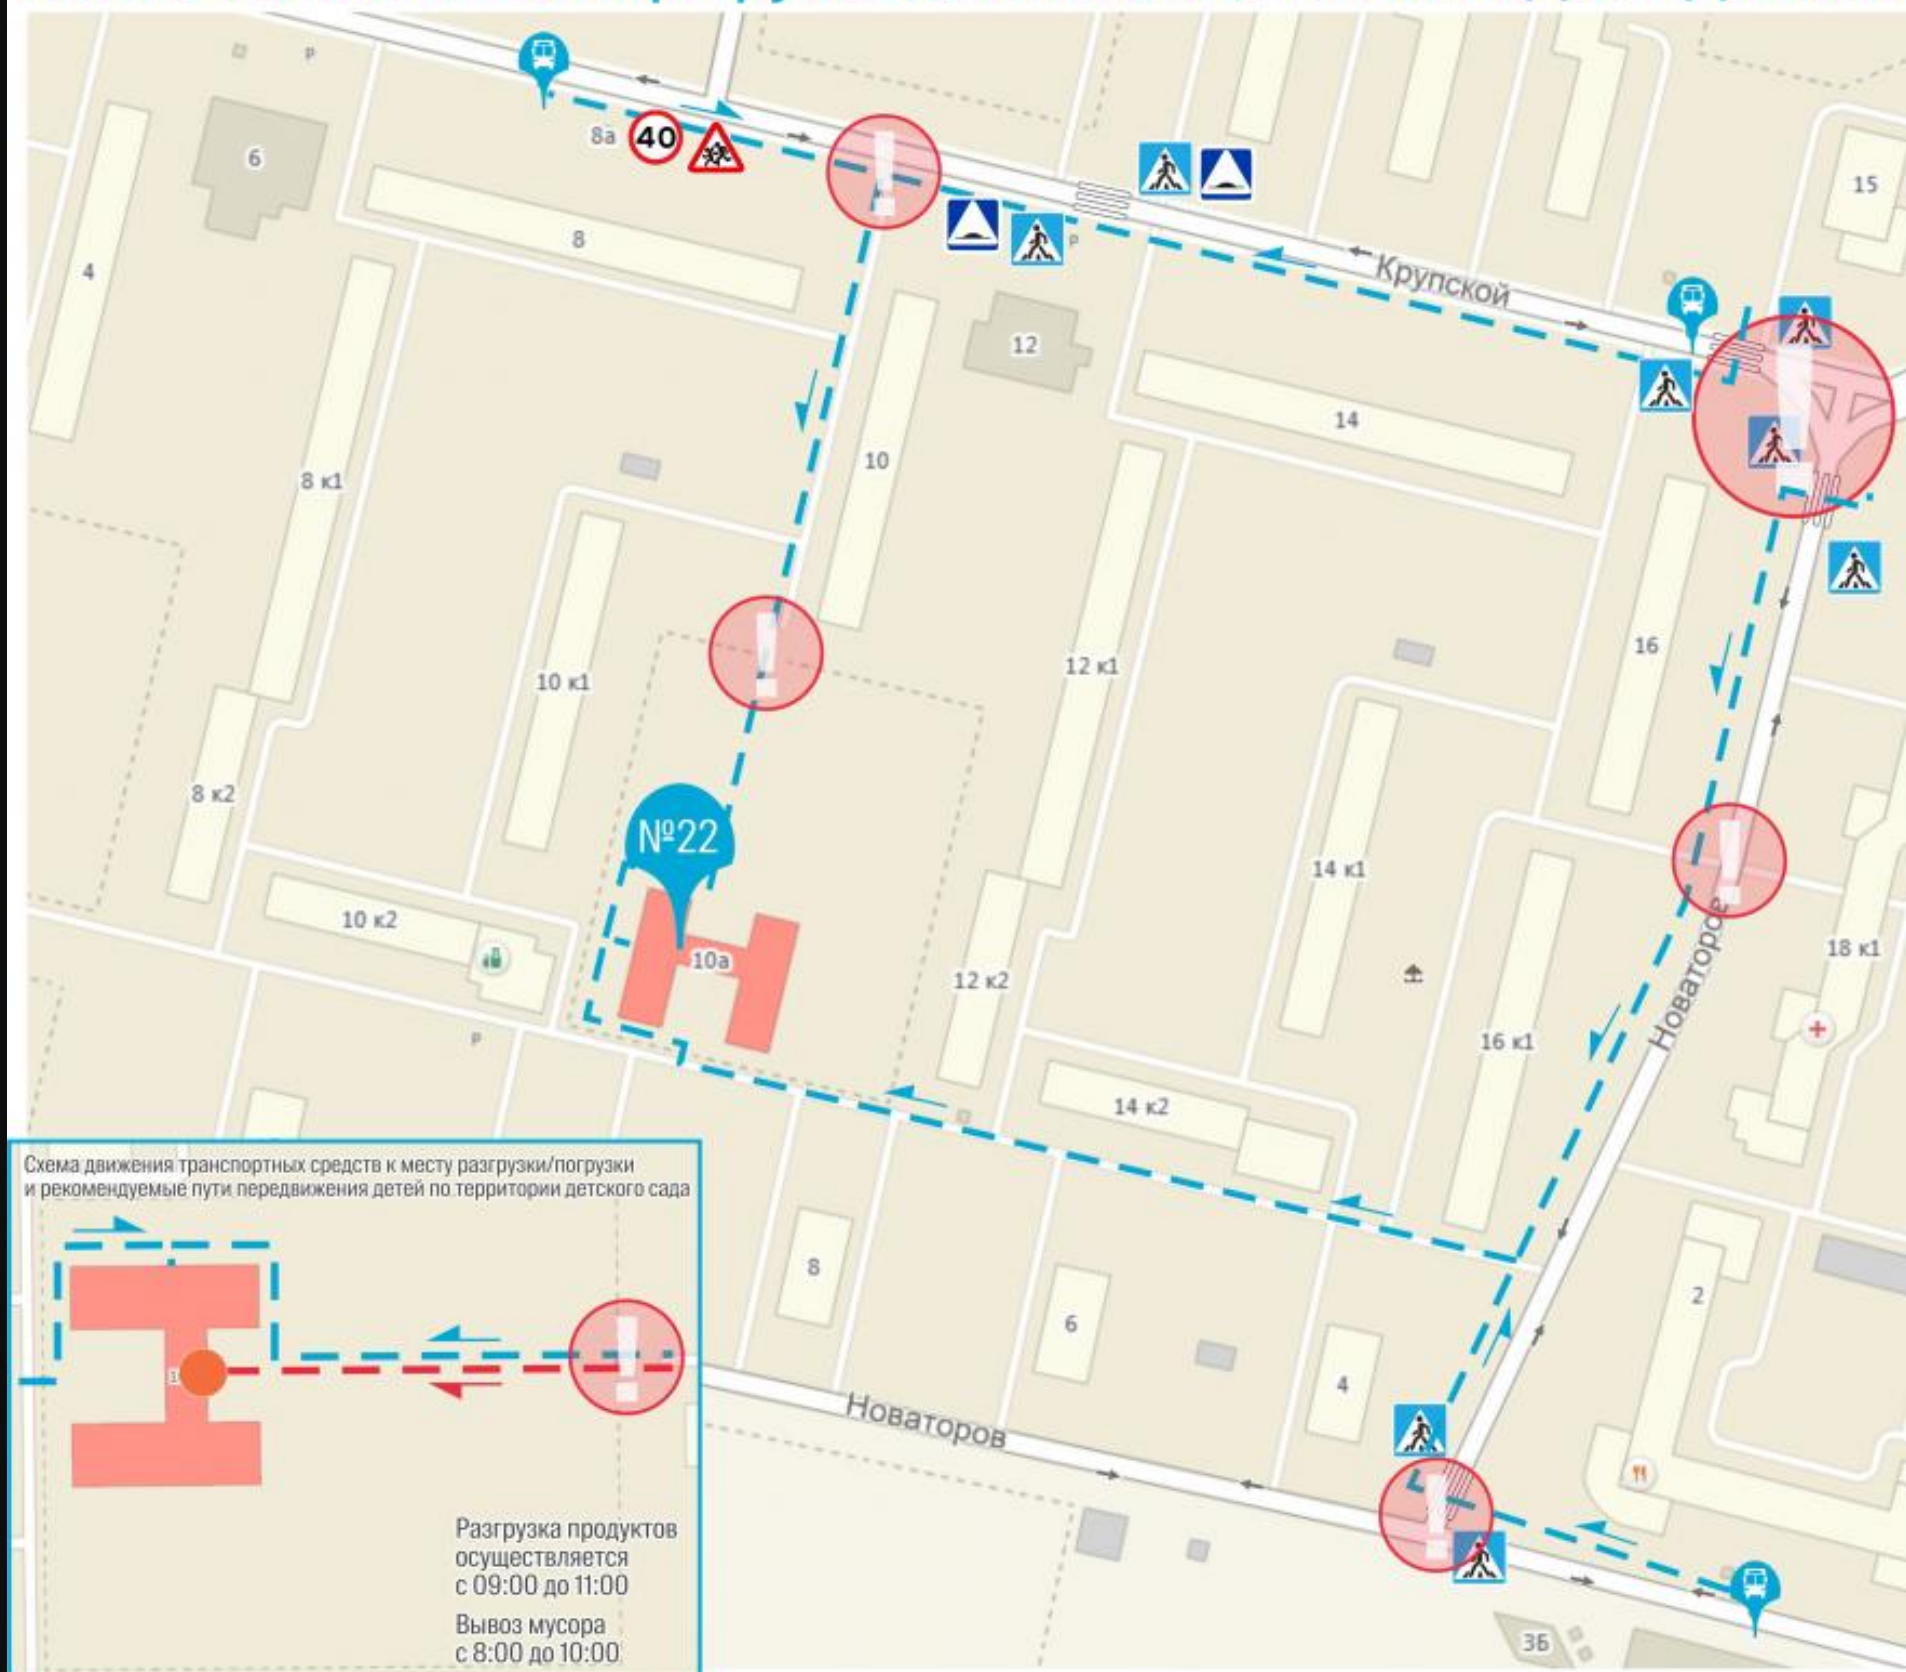 P
8а
40
6
15
8
P
4
Крупской
12
14
8 к1
10
16
10 к1
12 к1
8 к2
№22
14 к1
10 к2
10а
12 к2
18 к1
Новаторов
P
16 к1
14 к2
Схема движения транспортных средств к месту разгрузки/погрузки
и рекомендуемые пути передвижения детей по территории детского сада
8
6
2
4
1
Новаторов
Разгрузка продуктов
осуществляется
с 09:00 до 11:00
Вывоз мусора
с 8:00 до 10:00
3Б